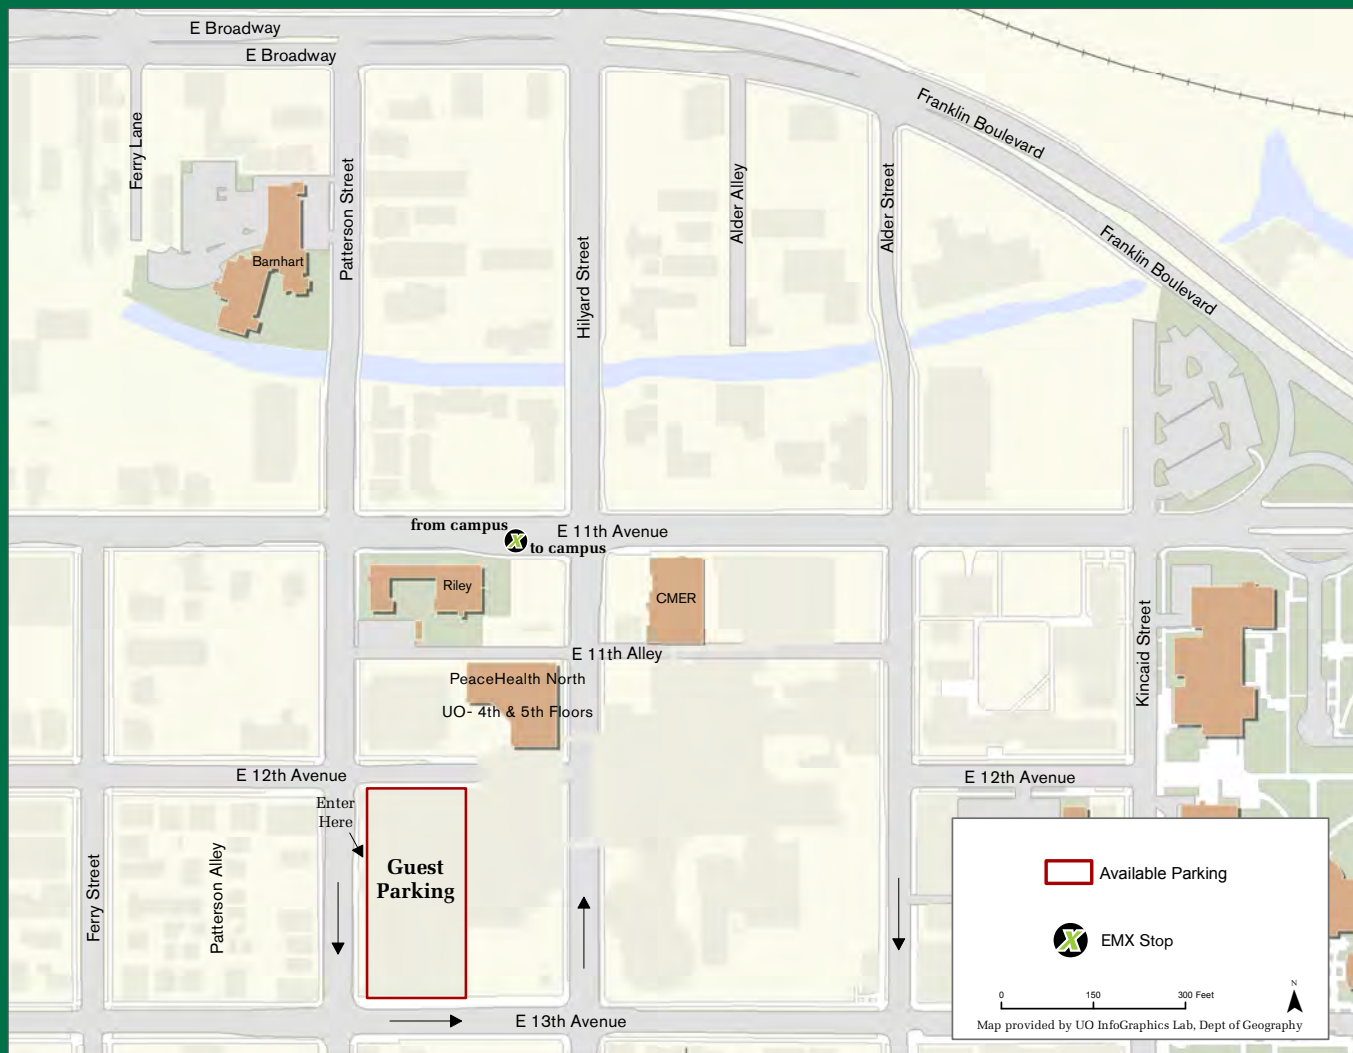 E Broadway
E Broadway
Ferry Lane
Patterson Street
Hilyard Street
Alder Alley
Alder Street
Franklin Boulevard
Franklin Boulevard
Barnhart
from campus
X
to campus
E 11th Avenue
Riley
CMER
E 11th Alley
Kincaid Street
PeaceHealth North
UO- 4th & 5th Floors
E 12th Avenue
E 12th Avenue
Enter
Here
Guest
Parking
Ferry Street
Patterson Alley
E 13th Avenue
Available Parking
X
EMX Stop
N
0 150 300 Feet
Map provided by UO InfoGraphics Lab, Dept of Geography